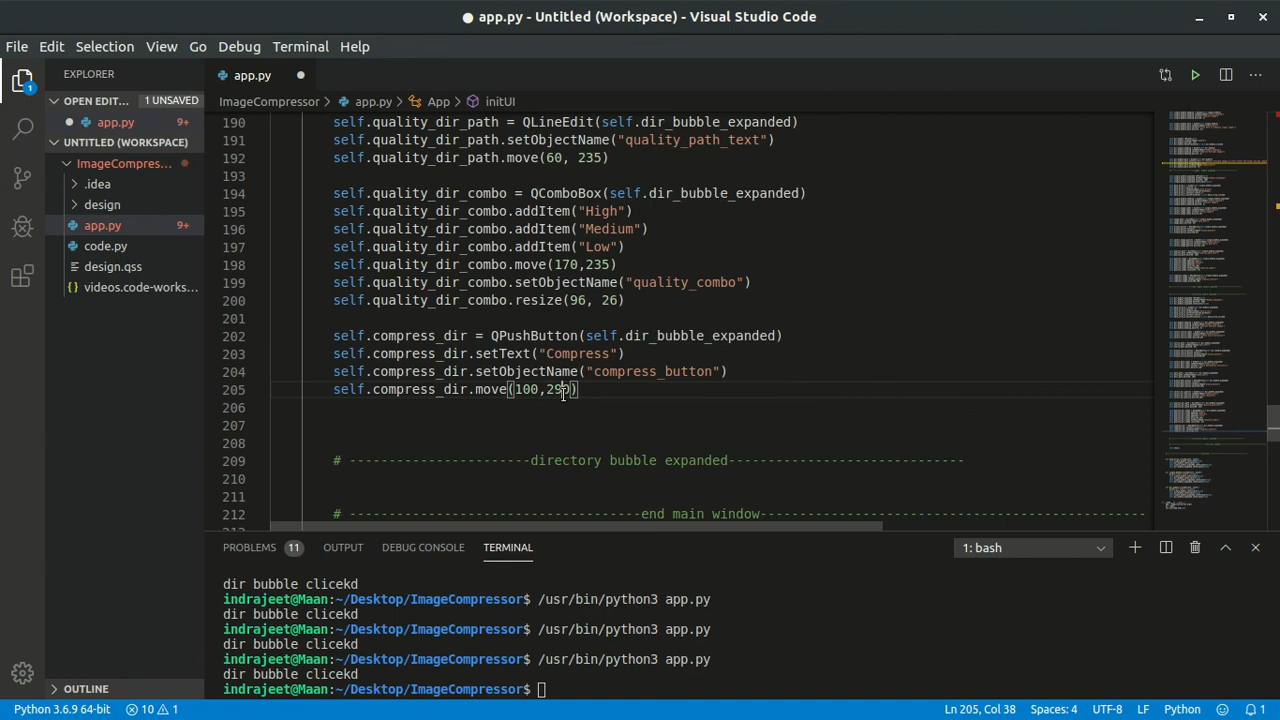 app.py - Untitled (Workspace) - Visual Studio Code
File Edit Selection View Go Debug Terminal Help
EXPLORER
app.py
OPEN EDIT... 1 UNSAVED
app.py 9+
UNTITLED (WORKSPACE)
ImageCompres...
.idea
design
app.py 9+
code.py
design.qss
videos.code-works...
OUTLINE
ImageCompressor > app.py > App > initUI
190 self.quality_dir_path = QLineEdit(self.dir_bubble_expanded)
191 self.quality_dir_path.setObjectName("quality_path_text")
192 self.quality_dir_path.move(60, 235)
193
194 self.quality_dir_combo = QComboBox(self.dir_bubble_expanded)
195 self.quality_dir_combo.addItem("High")
196 self.quality_dir_combo.addItem("Medium")
197 self.quality_dir_combo.addItem("Low")
198 self.quality_dir_combo.move(170,235)
199 self.quality_dir_combo.setObjectName("quality_combo")
200 self.quality_dir_combo.resize(96, 26)
201
202 self.compress_dir = QPushButton(self.dir_bubble_expanded)
203 self.compress_dir.setText("Compress")
204 self.compress_dir.setObjectName("compress_button")
205 self.compress_dir.move(100,290)
206
207
208
209 # -----------------------directory bubble expanded------------------------------
210
211
212 # -------------------------------------end main window-------------------------------------------------
PROBLEMS 11 OUTPUT DEBUG CONSOLE TERMINAL 1: bash
dir bubble clicekd
indrajeet@Maan:~/Desktop/ImageCompressor$ /usr/bin/python3 app.py
dir bubble clicekd
indrajeet@Maan:~/Desktop/ImageCompressor$ /usr/bin/python3 app.py
dir bubble clicekd
indrajeet@Maan:~/Desktop/ImageCompressor$ /usr/bin/python3 app.py
dir bubble clicekd
indrajeet@Maan:~/Desktop/ImageCompressor$
Python 3.6.9 64-bit 10 1 Ln 205, Col 38 Spaces: 4 UTF-8 LF Python 1